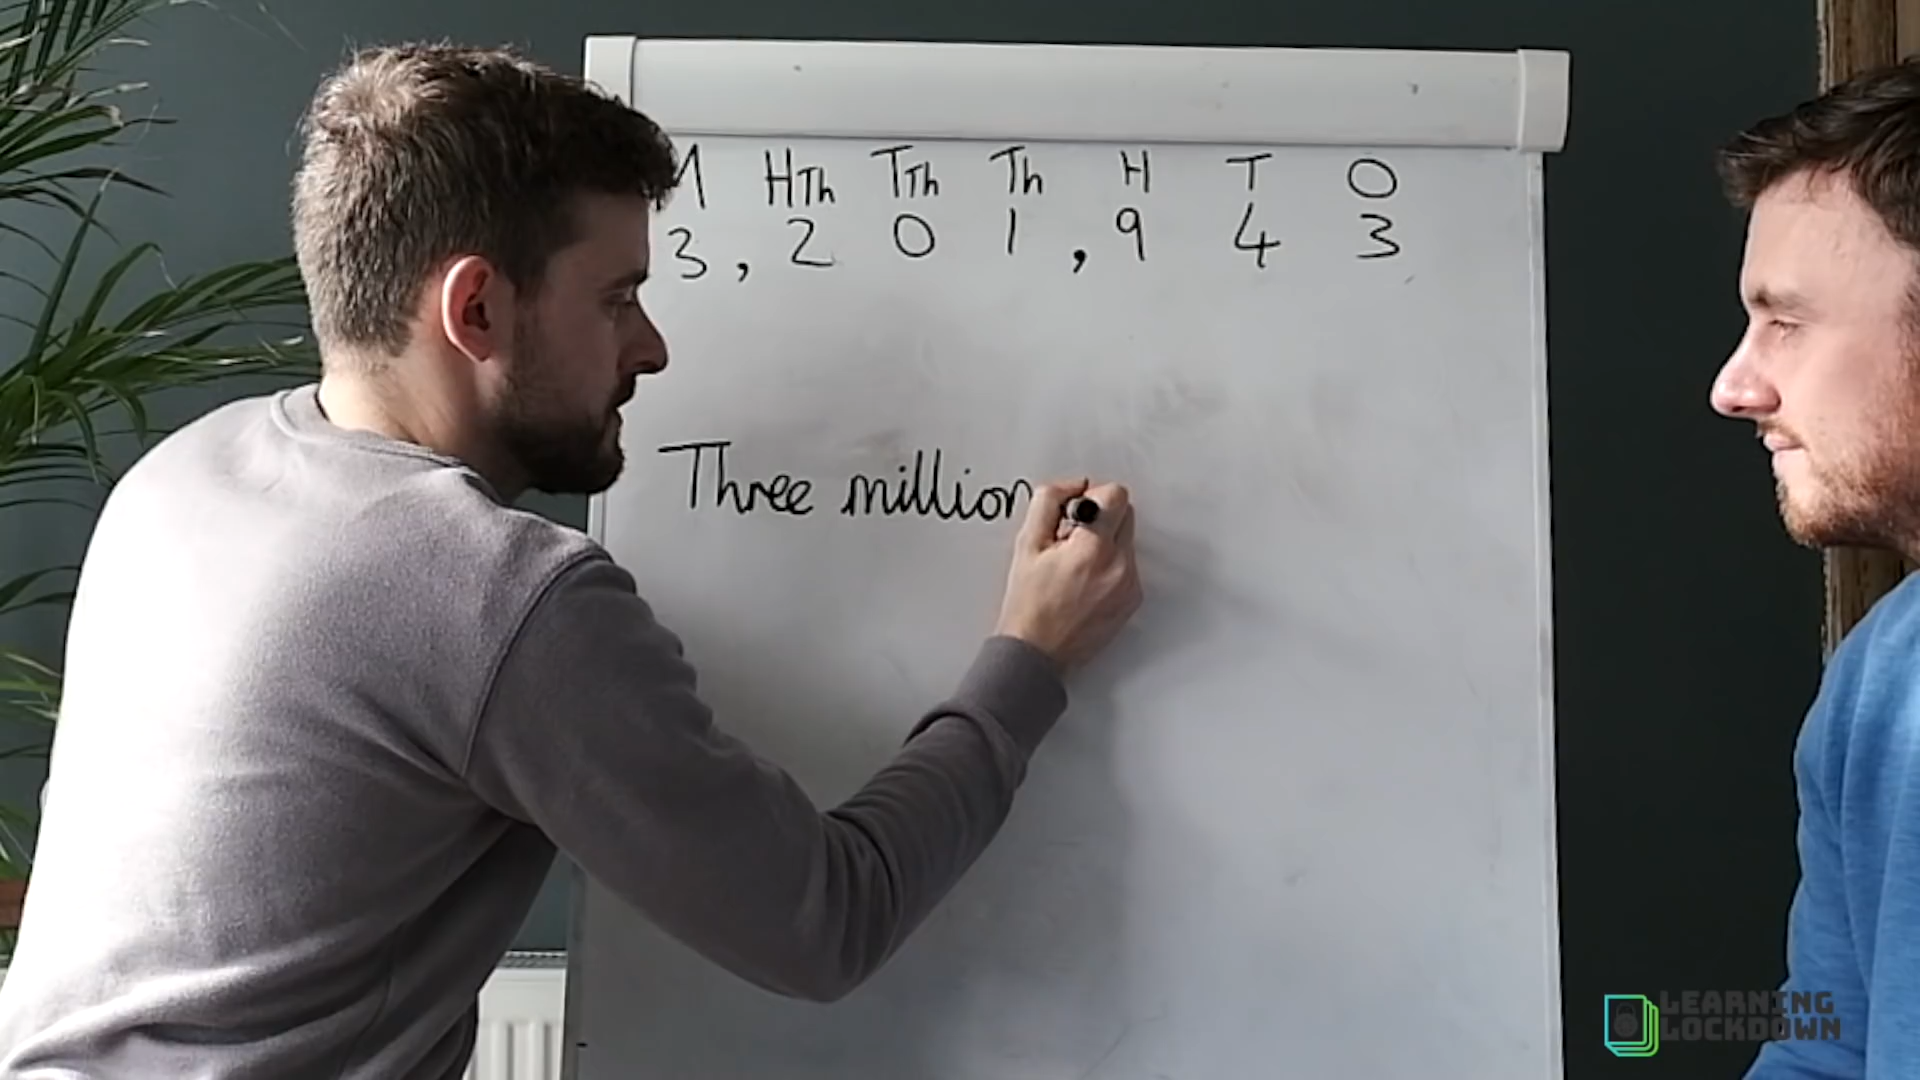 M HTh TTh Th H T O
3, 2 0 1, 9 4 3
Three million
LEARNING
LOCKDOWN